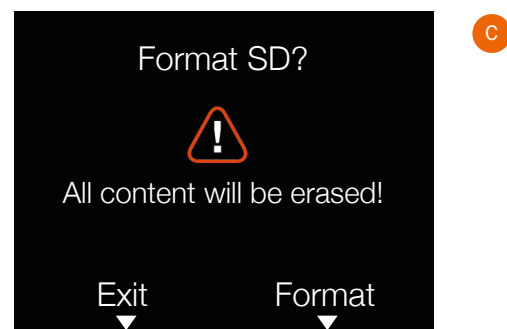 Format SD?
C
!
All content will be erased!
Exit Format